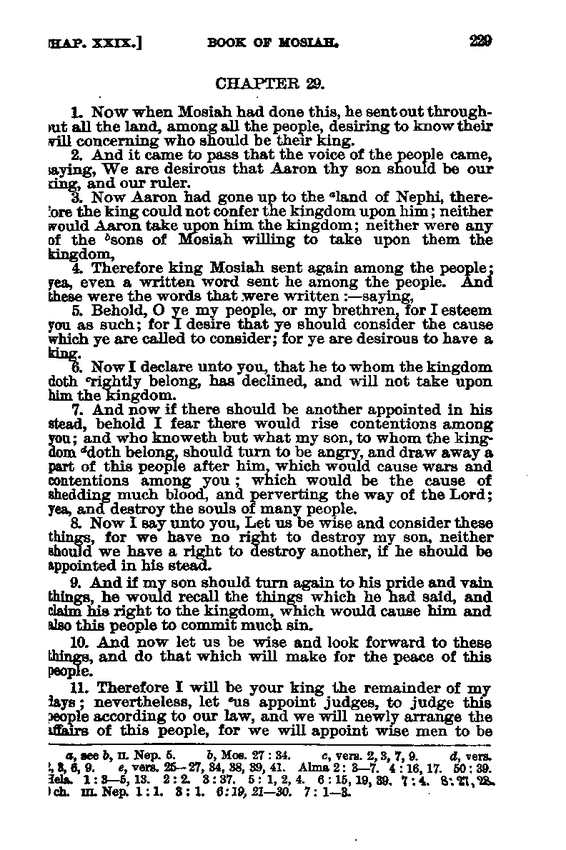 HAP. XXIX.] BOOK OF MOSIAH. 229
CHAPTER 29.
1. Now when Mosiah had done this, he sent out through-
ut all the land, among all the people, desiring to know their
vill concerning who should be their king.
2. And it came to pass that the voice of the people came,
saying, We are desirous that Aaron thy son should be our
king, and our ruler.
3. Now Aaron had gone up to the ᵃland of Nephi, there-
ore the king could not confer the kingdom upon him; neither
would Aaron take upon him the kingdom; neither were any
of the ᵇsons of Mosiah willing to take upon them the
kingdom,
4. Therefore king Mosiah sent again among the people;
yea, even a written word sent he among the people. And
these were the words that were written :—saying,
5. Behold, O ye my people, or my brethren, for I esteem
you as such; for I desire that ye should consider the cause
which ye are called to consider; for ye are desirous to have a
king.
6. Now I declare unto you, that he to whom the kingdom
doth ᶜrightly belong, has declined, and will not take upon
him the kingdom.
7. And now if there should be another appointed in his
stead, behold I fear there would rise contentions among
you; and who knoweth but what my son, to whom the king-
dom ᵈdoth belong, should turn to be angry, and draw away a
part of this people after him, which would cause wars and
contentions among you; which would be the cause of
shedding much blood, and perverting the way of the Lord;
yea, and destroy the souls of many people.
8. Now I say unto you, Let us be wise and consider these
things, for we have no right to destroy my son, neither
should we have a right to destroy another, if he should be
appointed in his stead.
9. And if my son should turn again to his pride and vain
things, he would recall the things which he had said, and
claim his right to the kingdom, which would cause him and
also this people to commit much sin.
10. And now let us be wise and look forward to these
things, and do that which will make for the peace of this
people.
11. Therefore I will be your king the remainder of my
days; nevertheless, let ᵉus appoint judges, to judge this
people according to our law, and we will newly arrange the
affairs of this people, for we will appoint wise men to be
a, see b, II. Nep. 5. b, Mos. 27 : 34. c, vers. 2, 3, 7, 9. d, vers.
3, 6, 9. e, vers. 25—27, 34, 38, 39, 41. Alma 2 : 3—7. 4 : 16, 17. 50 : 39.
Hela. 1 : 3—5, 13. 2 : 2. 3 : 37. 5 : 1, 2, 4. 6 : 15, 19, 39. 7 : 4. 8 : 27, 28.
ch. III. Nep. 1 : 1. 3 : 1. 6 : 19, 21—30. 7 : 1—3.